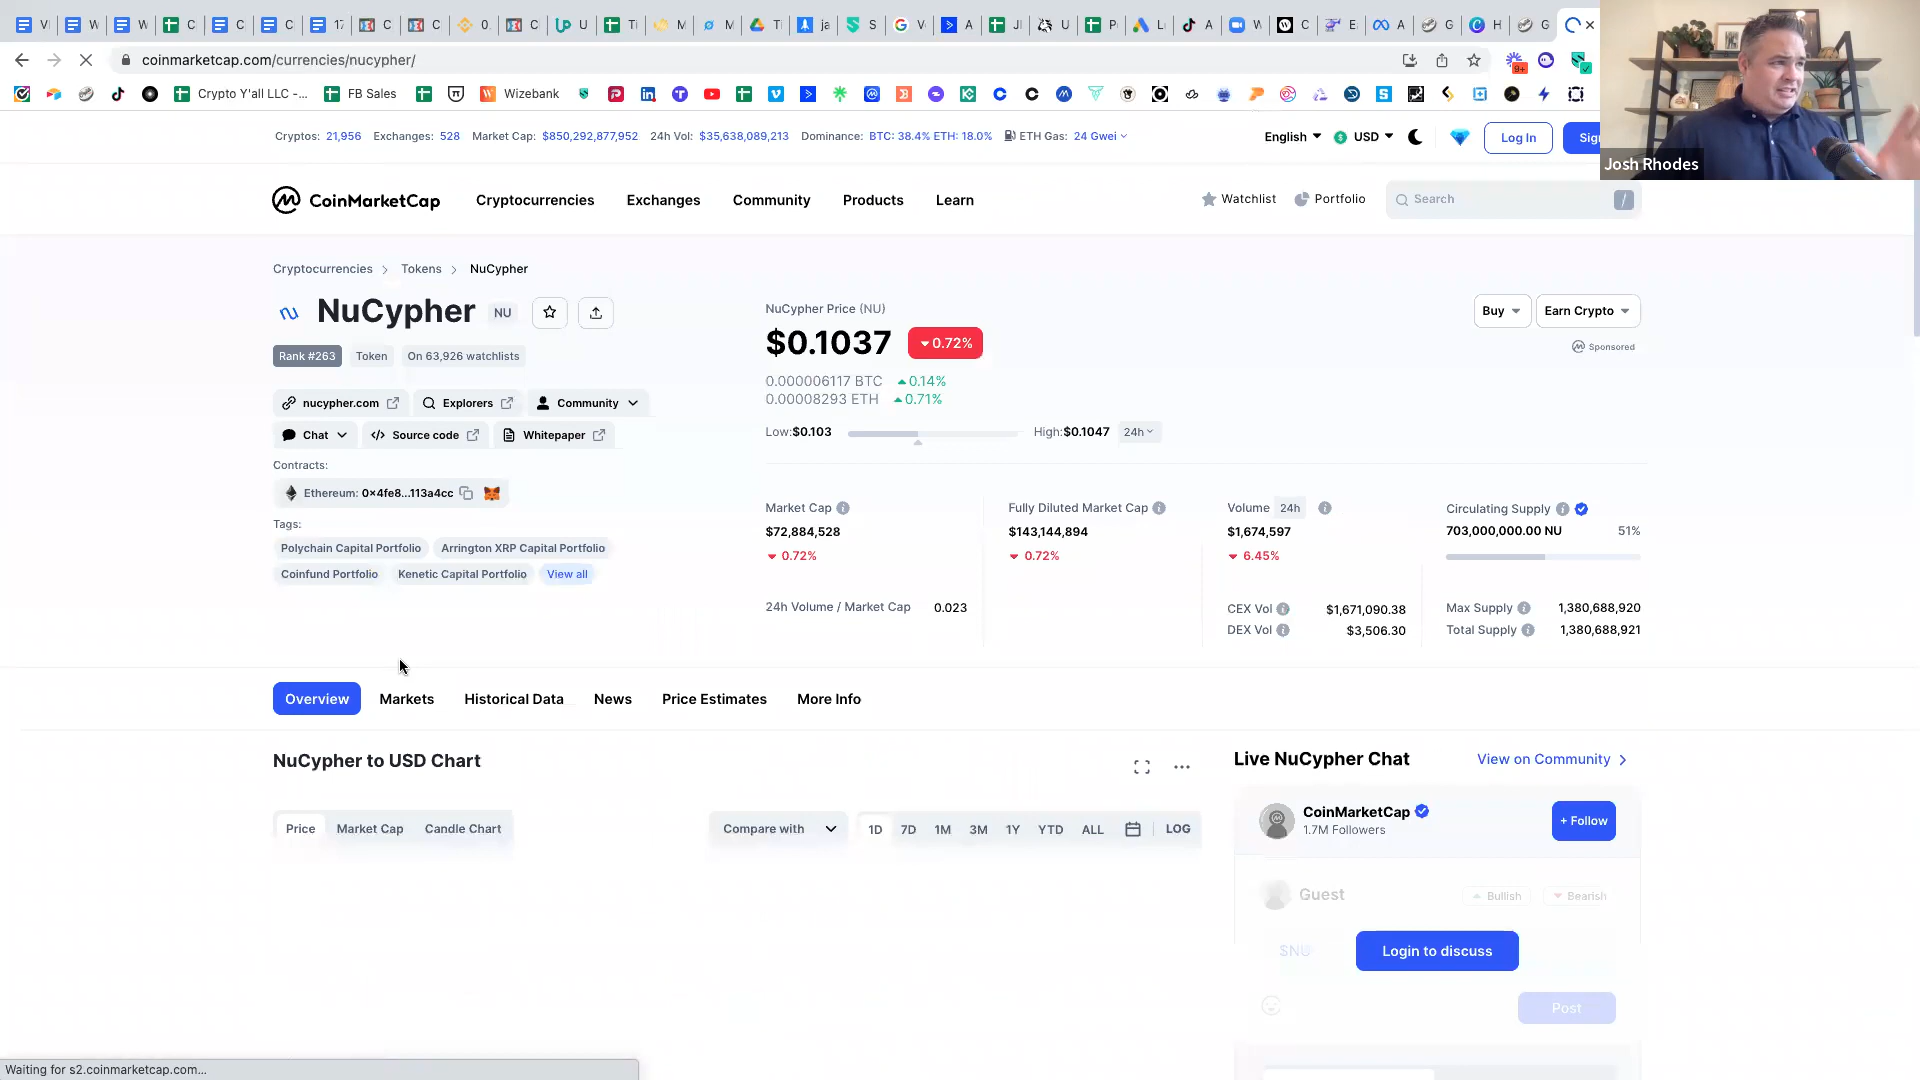 coinmarketcap.com/currencies/nucypher/
Crypto Y'all LLC -...
FB Sales
Wizebank
9+
Cryptos: 21,956 Exchanges: 528 Market Cap: $850,292,877,952 24h Vol: $35,638,089,213 Dominance: BTC: 38.4% ETH: 18.0% ETH Gas: 24 Gwei
English USD Log In
Josh Rhodes
CoinMarketCap Cryptocurrencies Exchanges Community Products Learn Watchlist Portfolio Search /
Cryptocurrencies > Tokens > NuCypher
NuCypher NU
Rank #263 Token On 63,926 watchlists
nucypher.com Explorers Community
Chat Source code Whitepaper
Contracts:
Ethereum: 0x4fe8...113a4cc
Tags:
Polychain Capital Portfolio Arrington XRP Capital Portfolio
Coinfund Portfolio Kenetic Capital Portfolio View all
NuCypher Price (NU)
$0.1037 0.72%
0.000006117 BTC 0.14%
0.00008293 ETH 0.71%
Low:$0.103 High:$0.1047 24h
Buy Earn Crypto
Sponsored
Market Cap
$72,884,528
0.72%
24h Volume / Market Cap 0.023
Fully Diluted Market Cap
$143,144,894
0.72%
Volume 24h
$1,674,597
6.45%
CEX Vol $1,671,090.38
DEX Vol $3,506.30
Circulating Supply
703,000,000.00 NU 51%
Max Supply 1,380,688,920
Total Supply 1,380,688,921
Overview Markets Historical Data News Price Estimates More Info
NuCypher to USD Chart
Price Market Cap Candle Chart
Compare with 1D 7D 1M 3M 1Y YTD ALL LOG
Live NuCypher Chat View on Community >
CoinMarketCap
1.7M Followers
+ Follow
Guest Bullish Bearish
$NU
Login to discuss
Post
Waiting for s2.coinmarketcap.com...